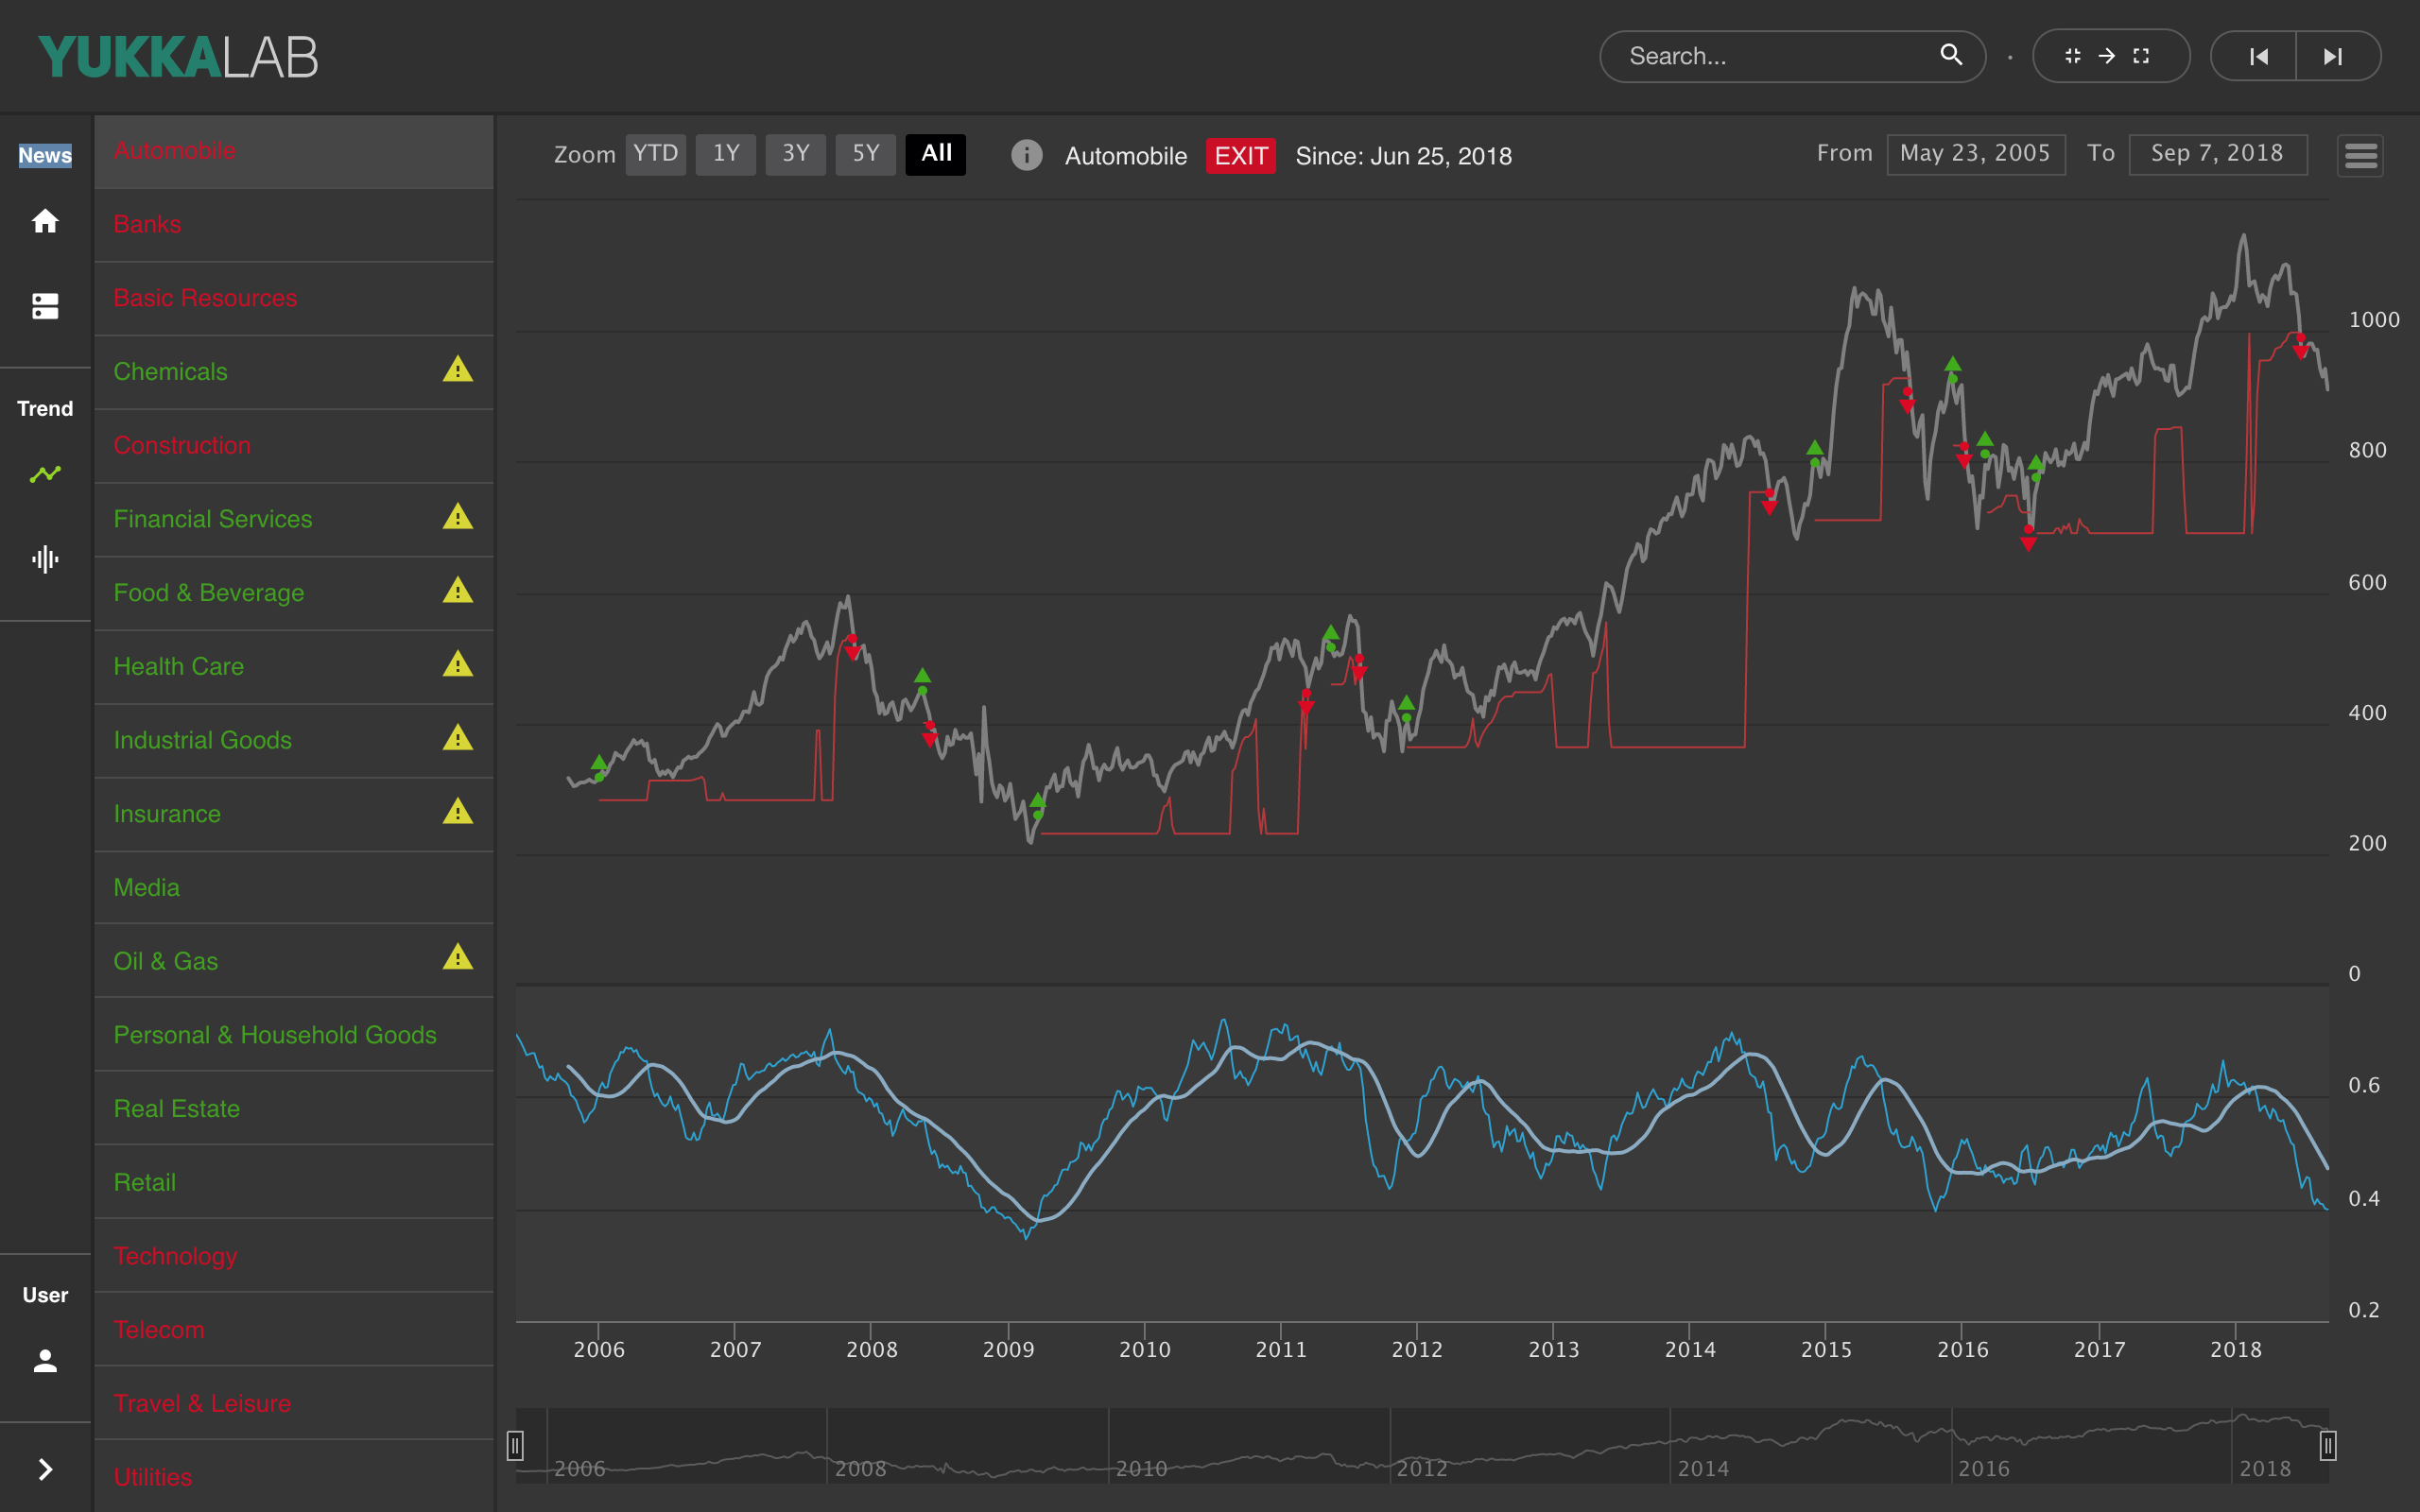 YUKKALAB
Search...
News
Trend
User
Automobile
Banks
Basic Resources
Chemicals
Construction
Financial Services
Food & Beverage
Health Care
Industrial Goods
Insurance
Media
Oil & Gas
Personal & Household Goods
Real Estate
Retail
Technology
Telecom
Travel & Leisure
Utilities
Zoom YTD 1Y 3Y 5Y All
Automobile EXIT Since: Jun 25, 2018
From May 23, 2005 To Sep 7, 2018
1000
800
600
400
200
0
0.6
0.4
0.2
2006 2007 2008 2009 2010 2011 2012 2013 2014 2015 2016 2017 2018
2006 2008 2010 2012 2014 2016 2018